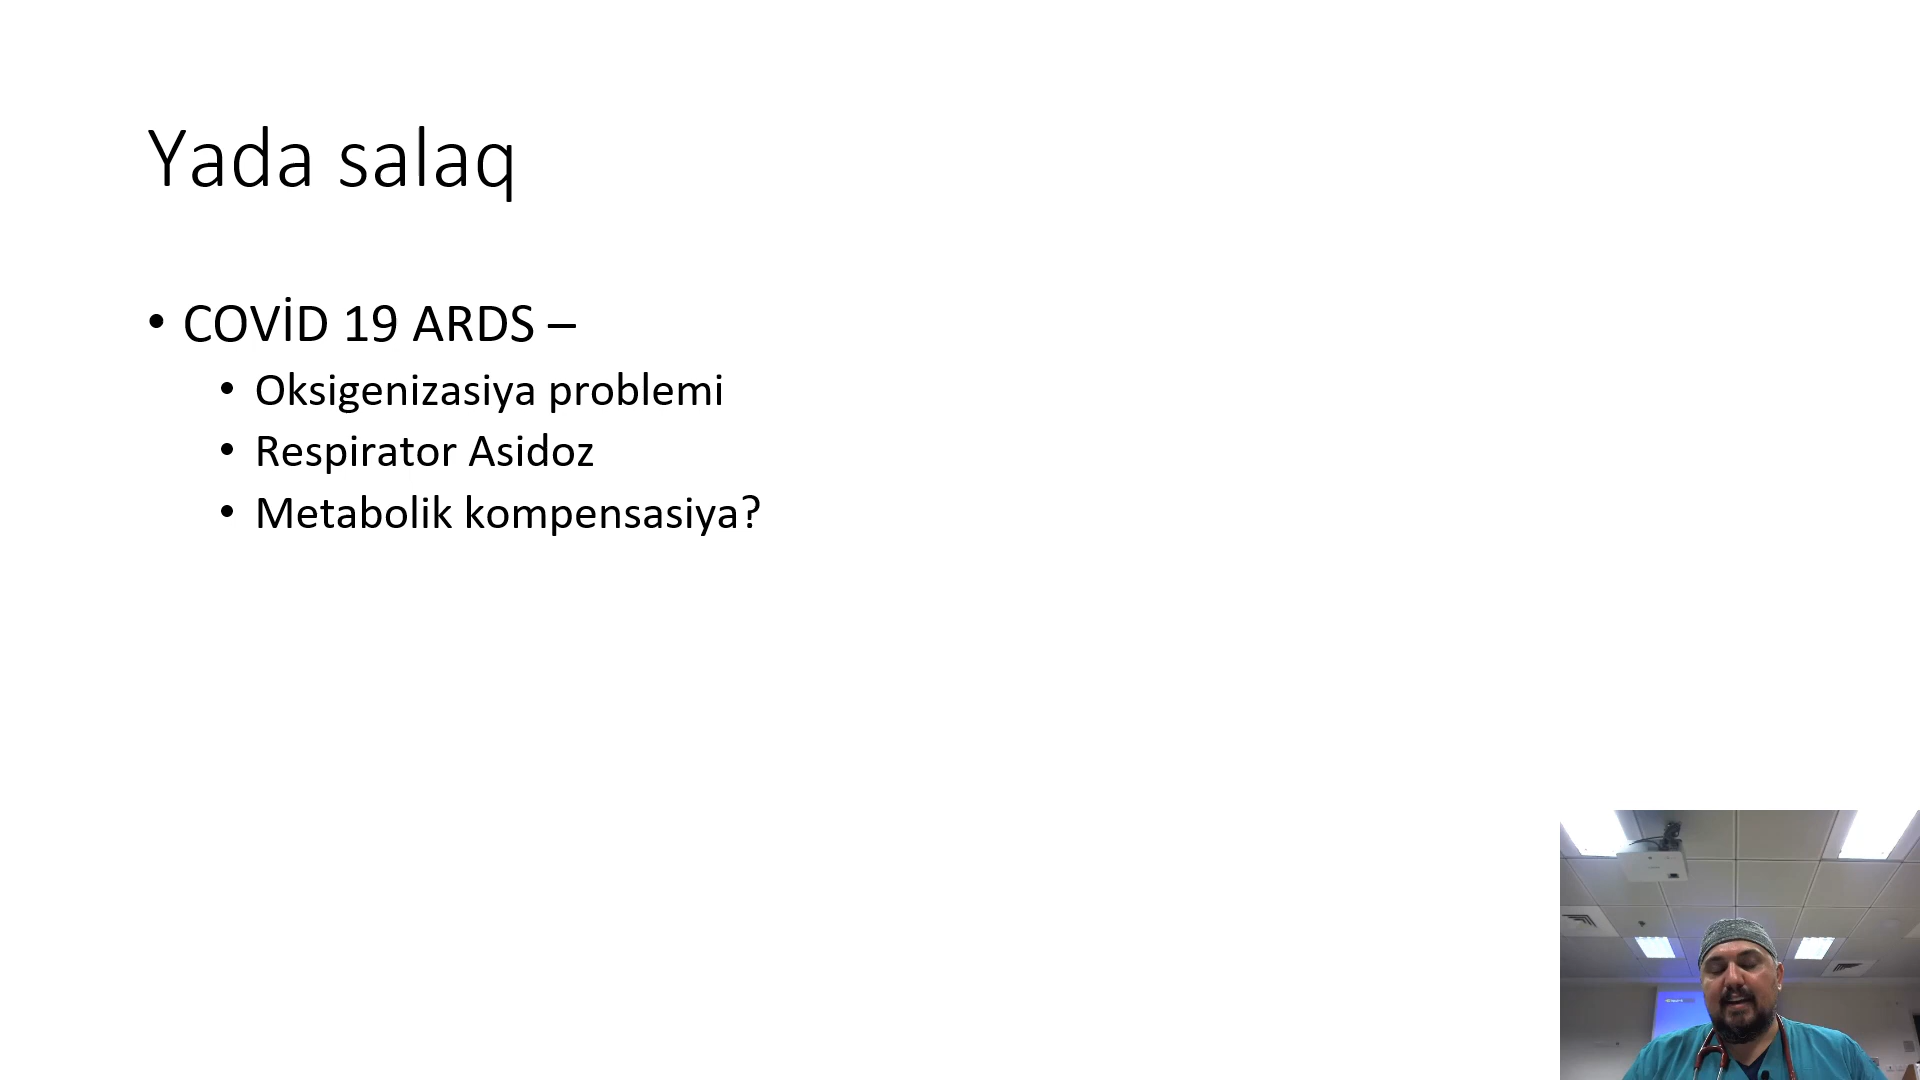 Yada salaq
• COVİD 19 ARDS –
• Oksigenizasiya problemi
• Respirator Asidoz
• Metabolik kompensasiya?